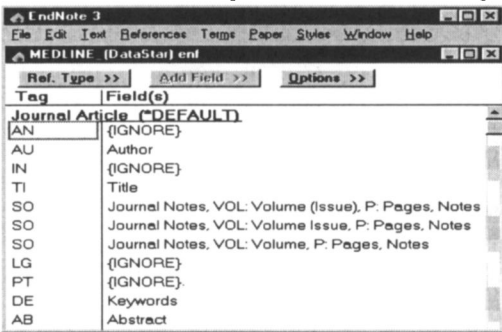 EndNote 3
File Edit Text References Terms Paper Styles Window Help
MEDLINE (DataStar) enf
Ref. Type >> Add Field >> Options >>
Tag Field(s)
Journal Article (*DEFAULT)
AN {IGNORE}
AU Author
IN {IGNORE}
TI Title
SO Journal Notes, VOL: Volume (Issue), P: Pages, Notes
SO Journal Notes, VOL: Volume Issue, P: Pages, Notes
SO Journal Notes, VOL: Volume, P: Pages, Notes
LG {IGNORE}
PT {IGNORE}.
DE Keywords
AB Abstract